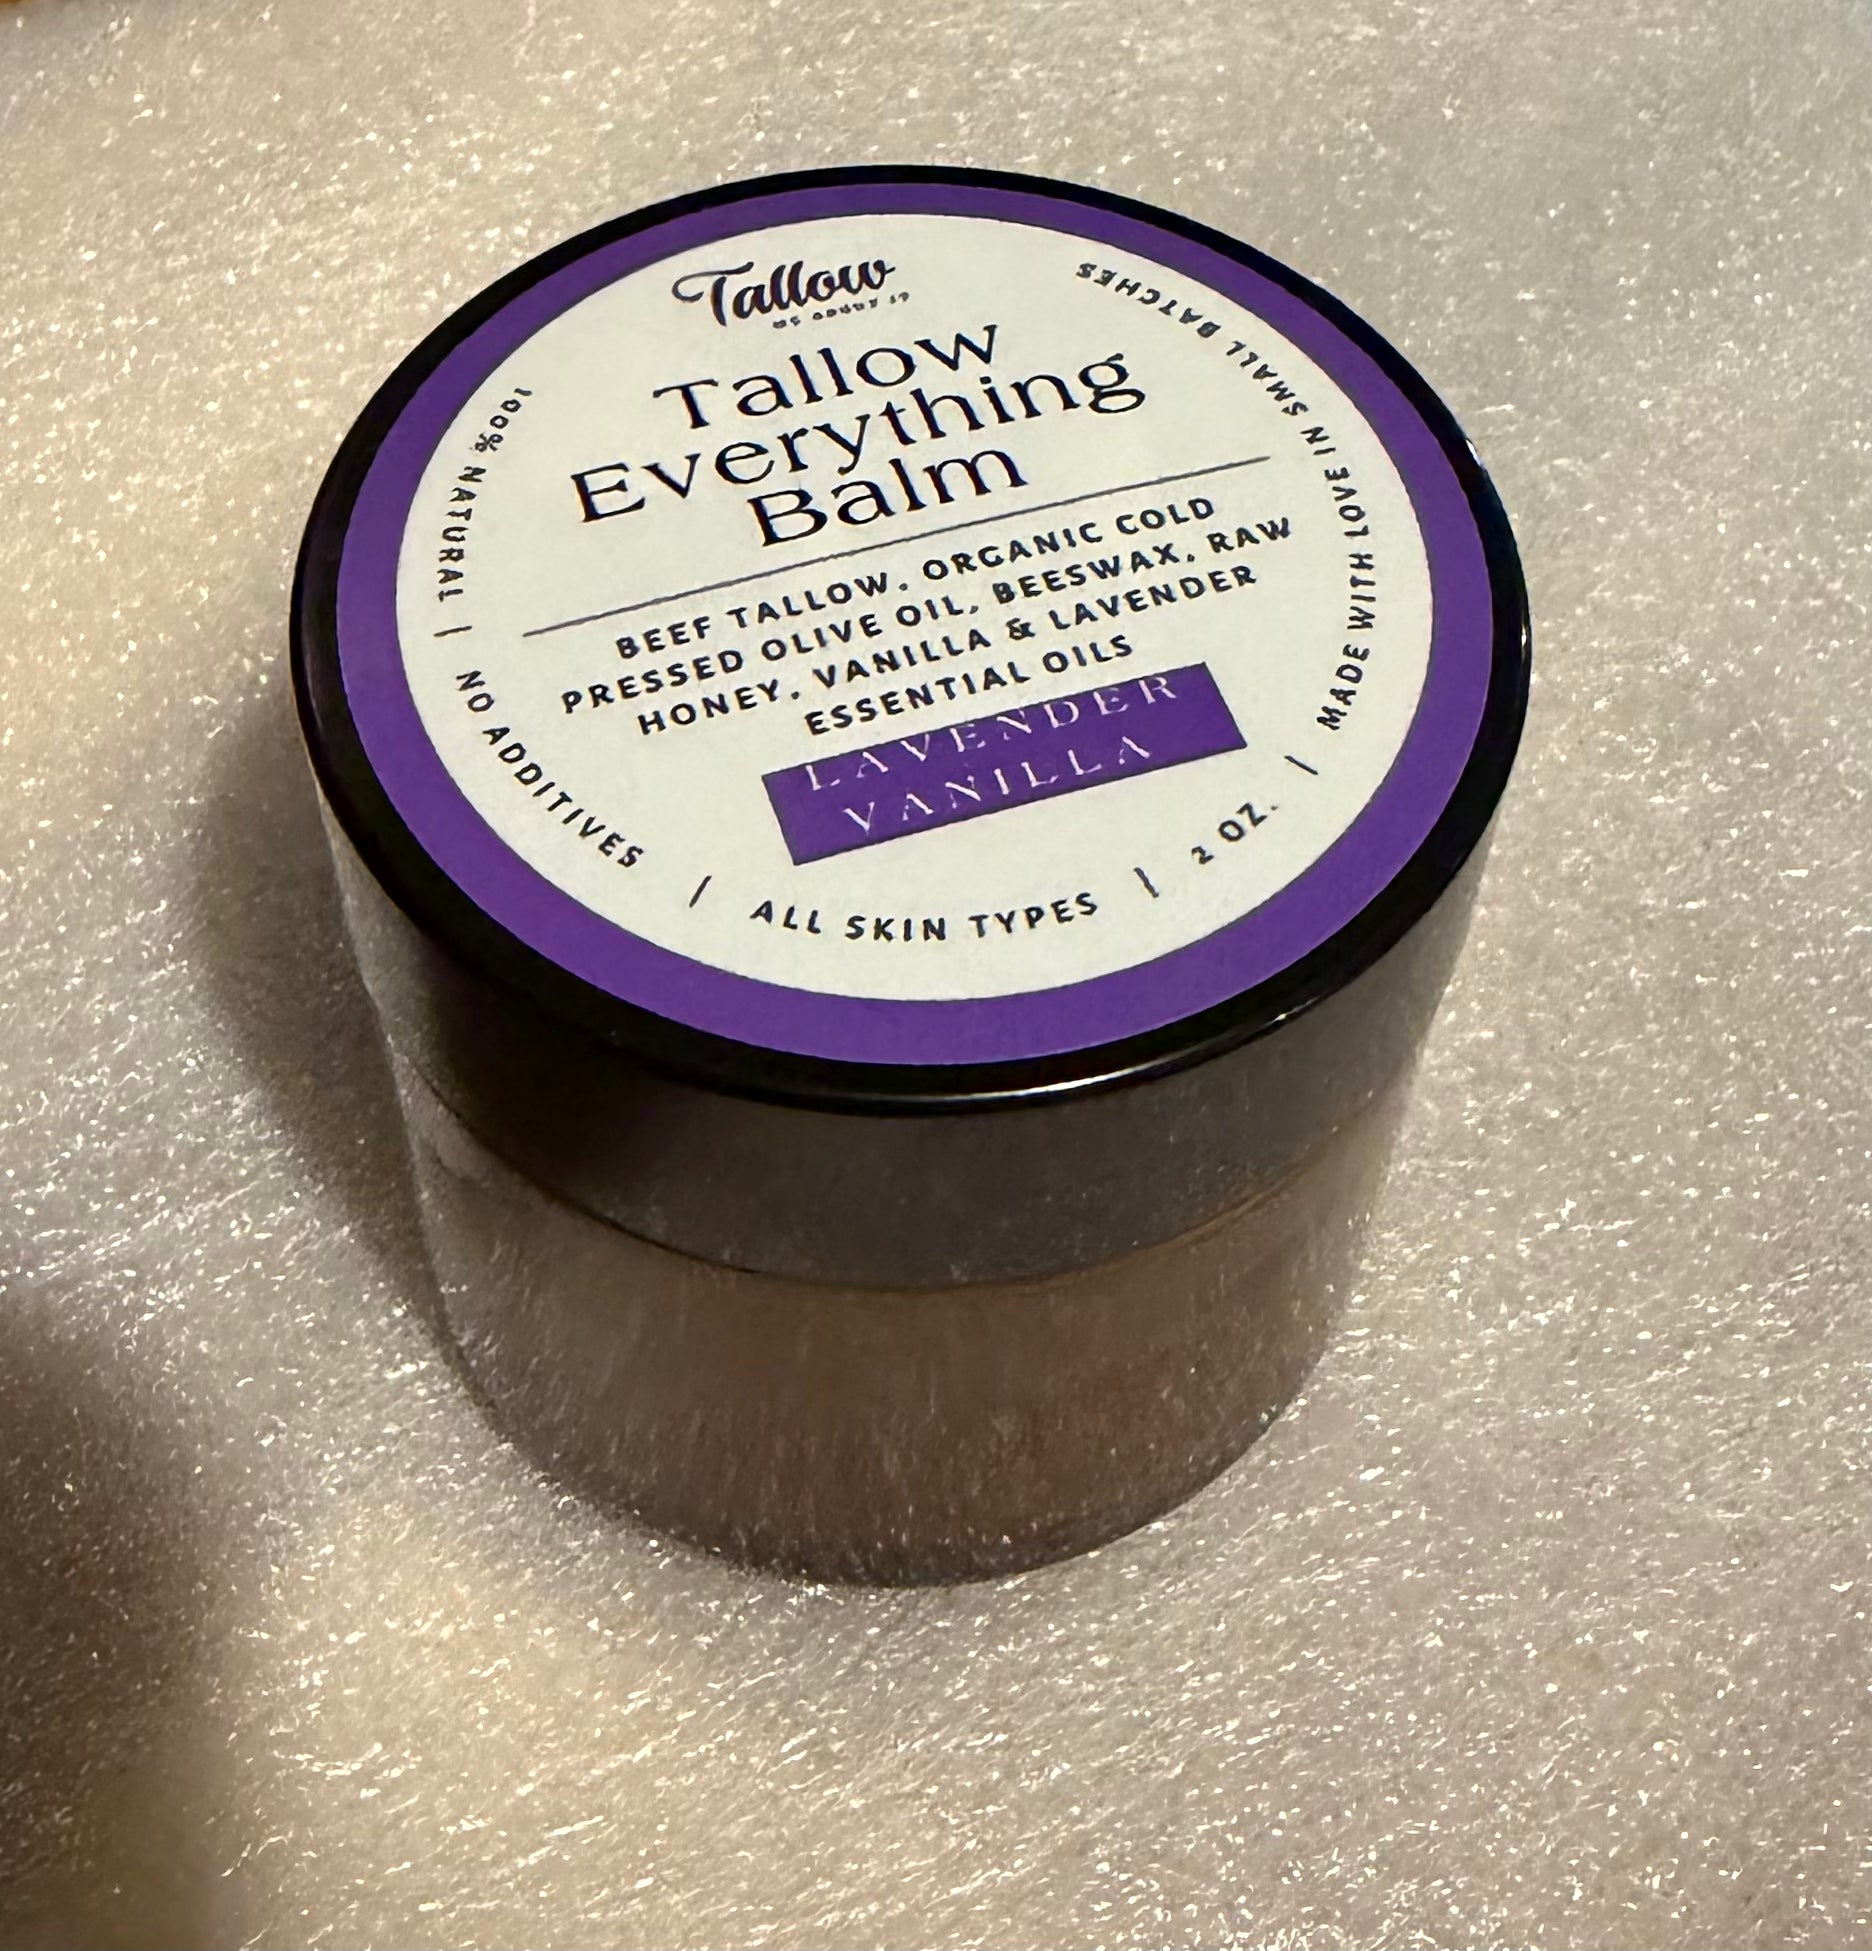 Tallow
Tallow
Everything
Balm
BEEF TALLOW, ORGANIC COLD
PRESSED OLIVE OIL, BEESWAX, RAW
HONEY, VANILLA & LAVENDER
ESSENTIAL OILS
LAVENDER
VANILLA
100% NATURAL | NO ADDITIVES | ALL SKIN TYPES | 2 OZ. | MADE WITH LOVE IN SMALL BATCHES